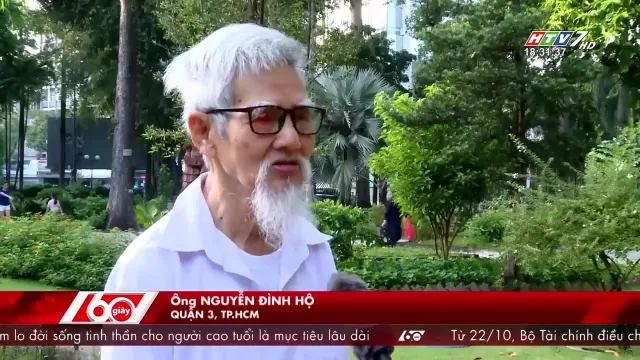 HTV7 HD
18:31:37
60 giây
Ông NGUYỄN ĐÌNH HỘ
QUẬN 3, TP.HCM
m lo đời sống tinh thần cho người cao tuổi là mục tiêu lâu dài 60 giây Từ 22/10, Bộ Tài chính điều ch